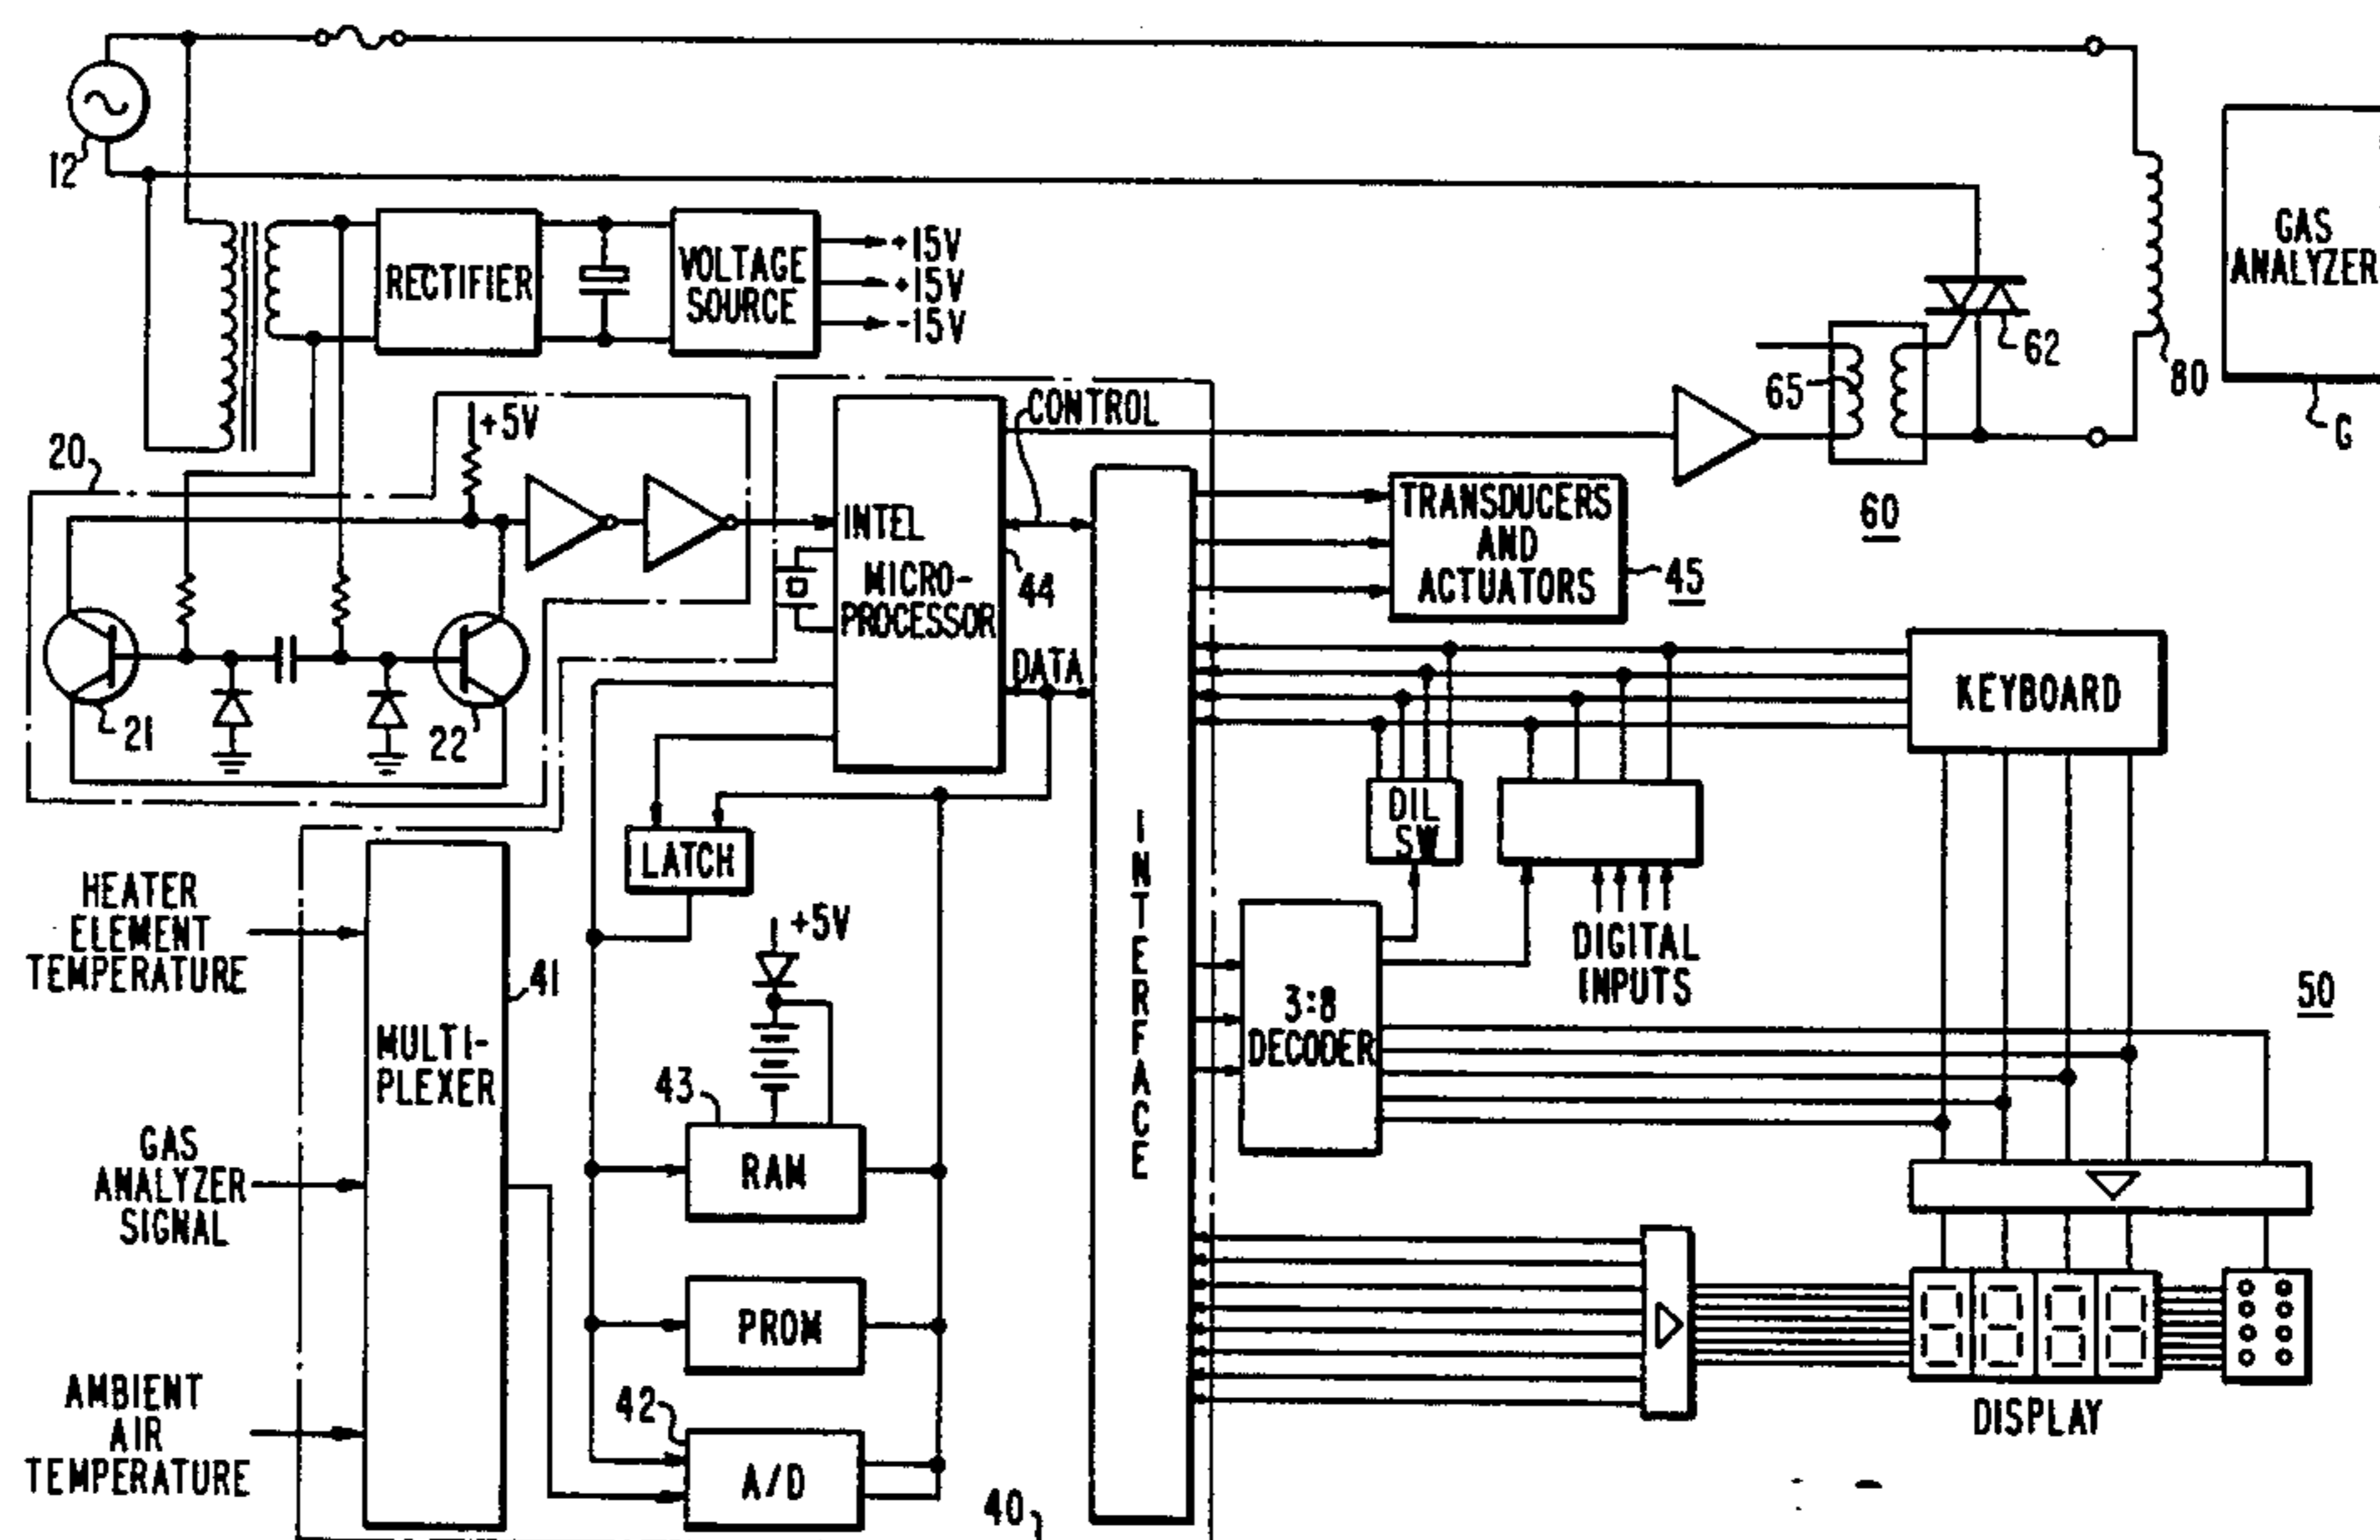 12
RECTIFIER
VOLTAGE
SOURCE
+15V
+15V
-15V
GAS
ANALYZER
62
80
G
65
60
20
+5V
CONTROL
INTEL
MICRO-
PROCESSOR
44
DATA
21
22
TRANSDUCERS
AND
ACTUATORS
45
KEYBOARD
DIL
SW
DIGITAL
INPUTS
LATCH
+5V
INTERFACE
3:8
DECODER
50
HEATER
ELEMENT
TEMPERATURE
GAS
ANALYZER
SIGNAL
AMBIENT
AIR
TEMPERATURE
MULTI-
PLEXER
41
43
RAM
PROM
42
A/D
40
DISPLAY